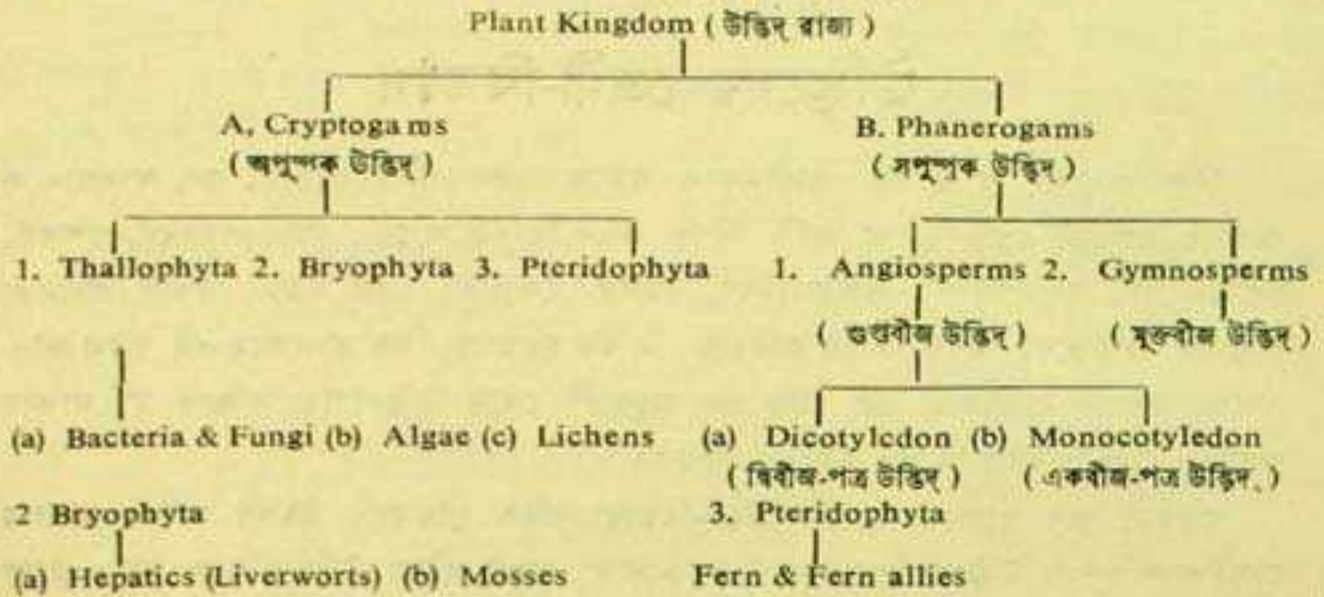 Plant Kingdom ( উদ্ভিদ্ রাজ্য )
A, Cryptogams B. Phanerogams
( অপুষ্পক উদ্ভিদ্ ) ( সপুষ্পক উদ্ভিদ্ )
1. Thallophyta 2. Bryophyta 3. Pteridophyta 1. Angiosperms 2. Gymnosperms
( গুপ্তবীজ উদ্ভিদ্ ) ( মুক্তবীজ উদ্ভিদ্ )
(a) Bacteria & Fungi (b) Algae (c) Lichens (a) Dicotyledon (b) Monocotyledon
( দ্বিবীজ-পত্র উদ্ভিদ্ ) ( একবীজ-পত্র উদ্ভিদ্ )
2 Bryophyta 3. Pteridophyta
(a) Hepatics (Liverworts) (b) Mosses Fern & Fern allies